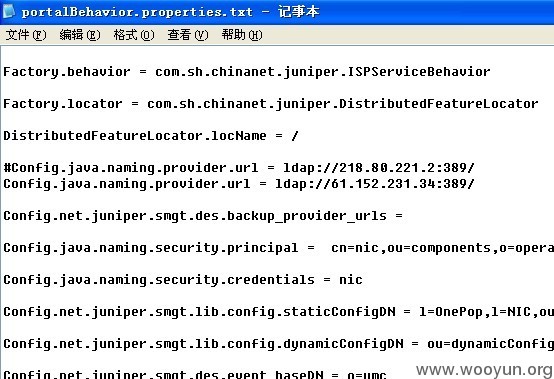 portalBehavior.properties.txt - 记事本
文件(F) 编辑(E) 格式(O) 查看(V) 帮助(H)
Factory.behavior = com.sh.chinanet.juniper.ISPServiceBehavior
Factory.locator = com.sh.chinanet.juniper.DistributedFeatureLocator
DistributedFeatureLocator.locName = /
#Config.java.naming.provider.url = ldap://218.80.221.2:389/
Config.java.naming.provider.url = ldap://61.152.231.34:389/
Config.net.juniper.smgt.des.backup_provider_urls =
Config.java.naming.security.principal =  cn=nic,ou=components,o=opera
Config.java.naming.security.credentials = nic
Config.net.juniper.smgt.lib.config.staticConfigDN = l=OnePop,l=NIC,ou
Config.net.juniper.smgt.lib.config.dynamicConfigDN = ou=dynamicConfig
Config.net.juniper.smgt.des.event_baseDN = o=umc
www.wooyun.org